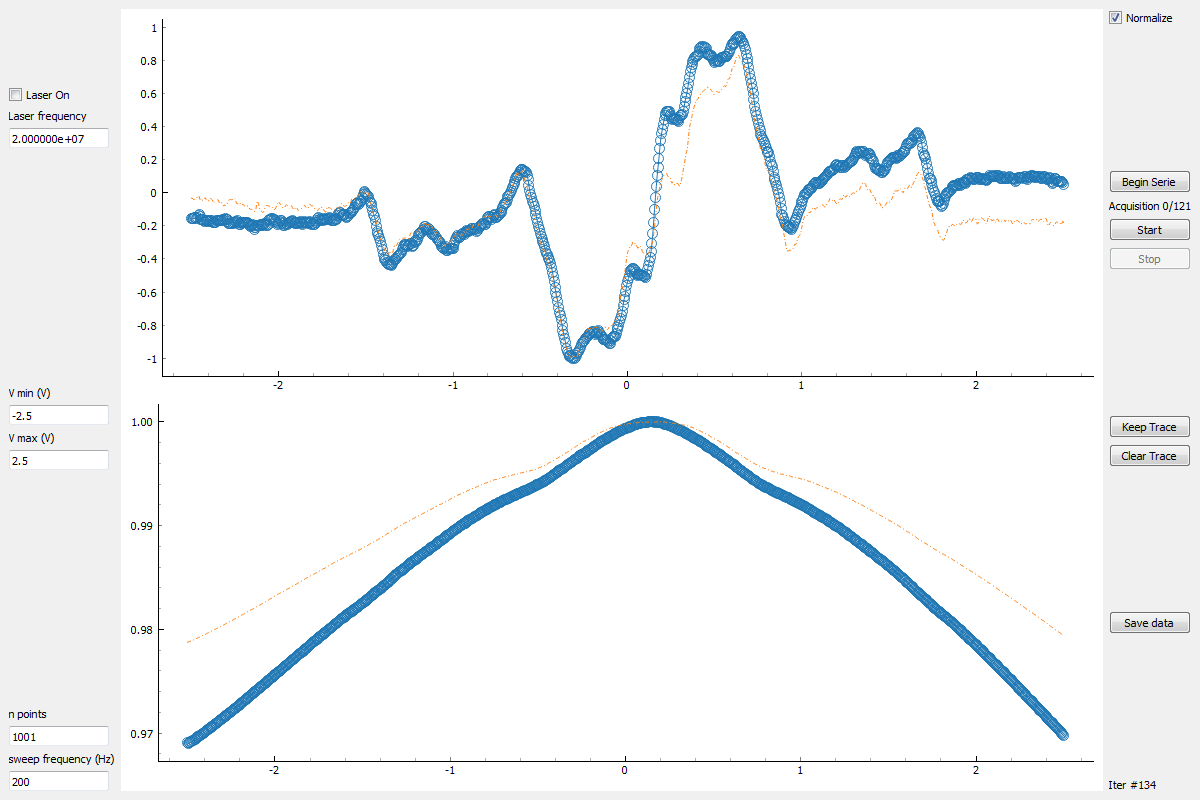 Laser On
Laser frequency
2.000000e+07
V min (V)
-2.5
V max (V)
2.5
n points
1001
sweep frequency (Hz)
200
1
0.8
0.6
0.4
0.2
0
-0.2
-0.4
-0.6
-0.8
-1
-2 -1 0 1 2
1.00
0.99
0.98
0.97
-2 -1 0 1 2
Normalize
Begin Serie
Acquisition 0/121
Start
Stop
Keep Trace
Clear Trace
Save data
Iter #134